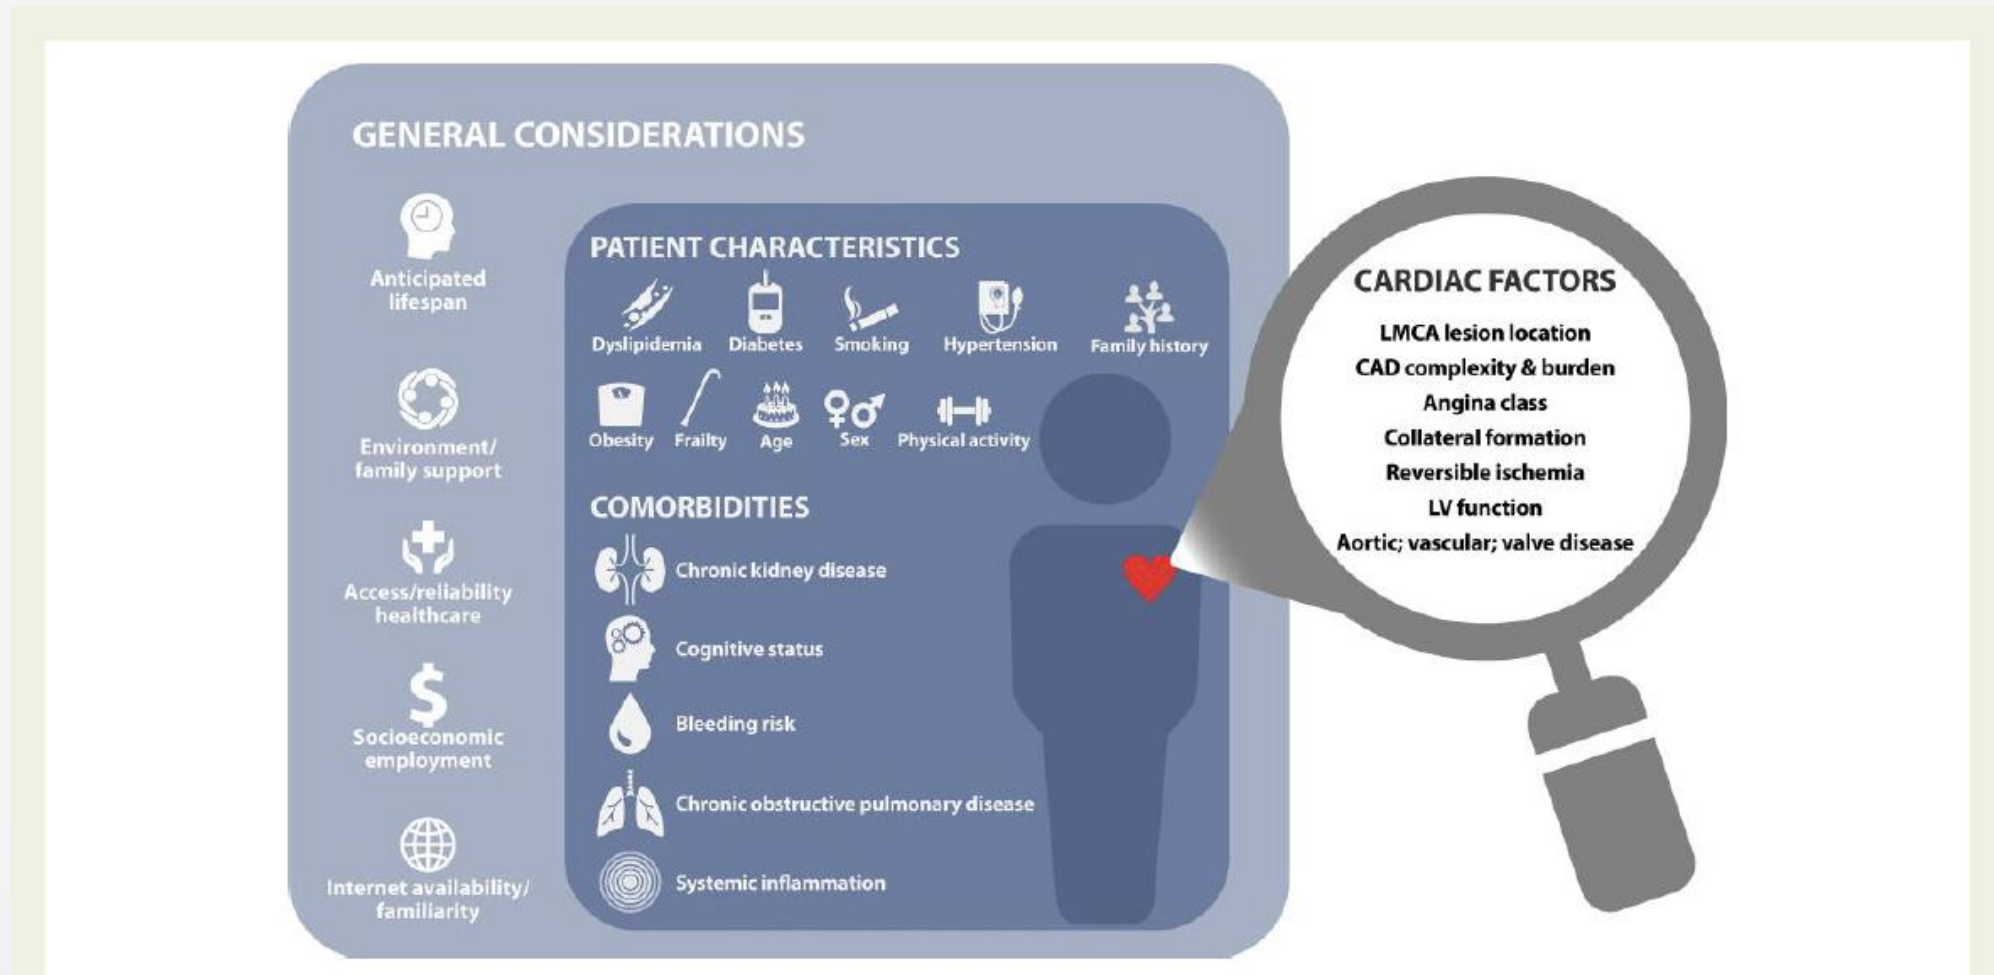 GENERAL CONSIDERATIONS
Anticipated
lifespan
Environment/
family support
Access/reliability
healthcare
$
Socioeconomic
employment
Internet availability/
familiarity
PATIENT CHARACTERISTICS
Dyslipidemia Diabetes Smoking Hypertension Family history
Obesity Frailty Age Sex Physical activity
COMORBIDITIES
Chronic kidney disease
Cognitive status
Bleeding risk
Chronic obstructive pulmonary disease
Systemic inflammation
CARDIAC FACTORS
LMCA lesion location
CAD complexity & burden
Angina class
Collateral formation
Reversible ischemia
LV function
Aortic; vascular; valve disease